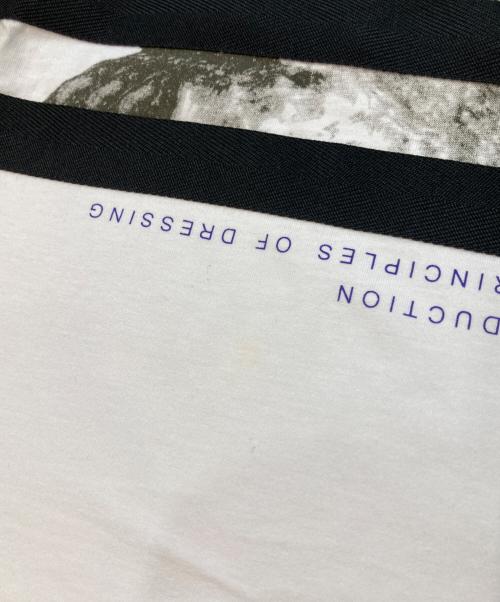 DUCTION
RINCIPLES OF DRESSING